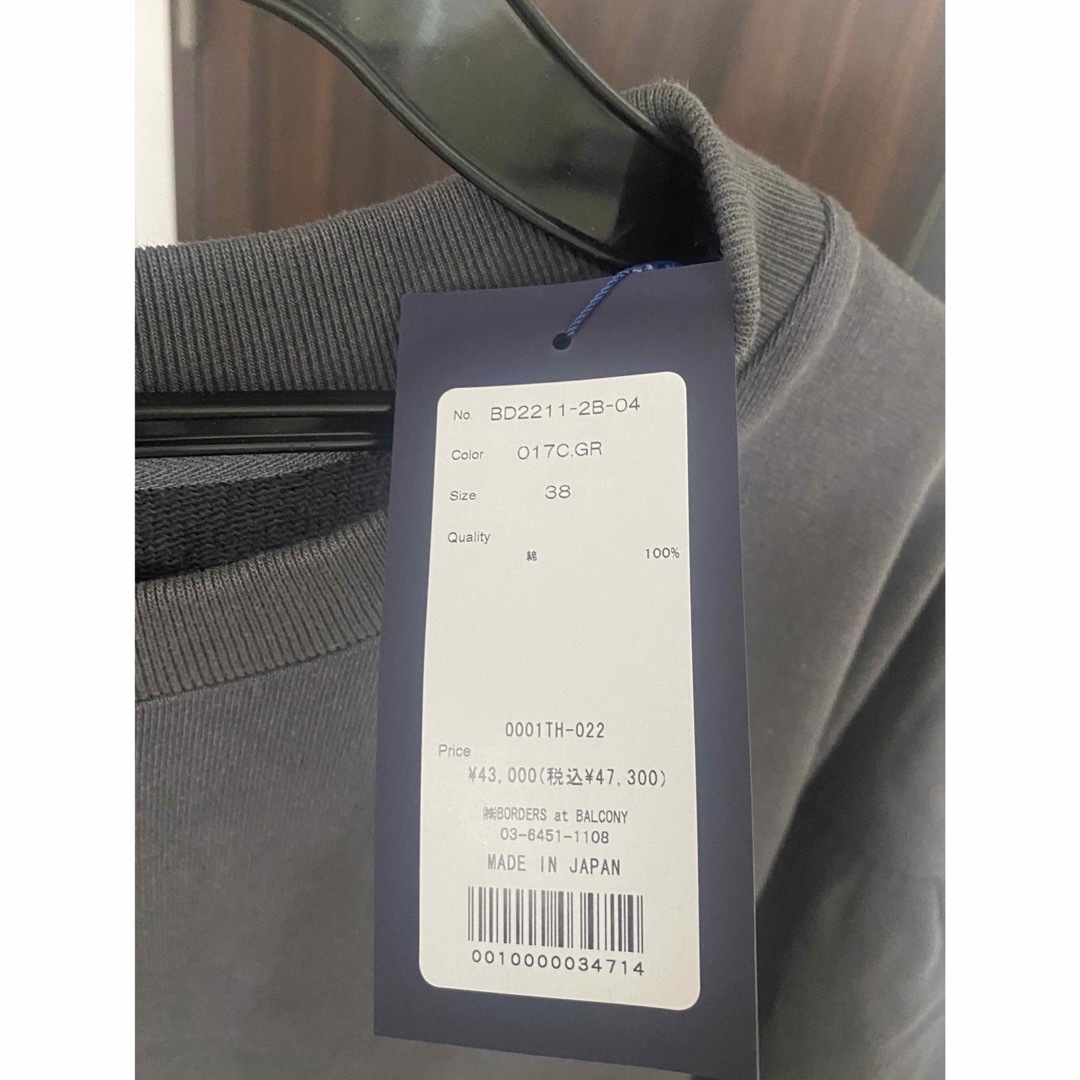 No. BD2211-2B-04
Color 017C.GR
Size 38
Quality
綿 100%
0001TH-022
Price
¥43,000(税込¥47,300)
㈱BORDERS at BALCONY
03-6451-1108
MADE IN JAPAN
0010000034714